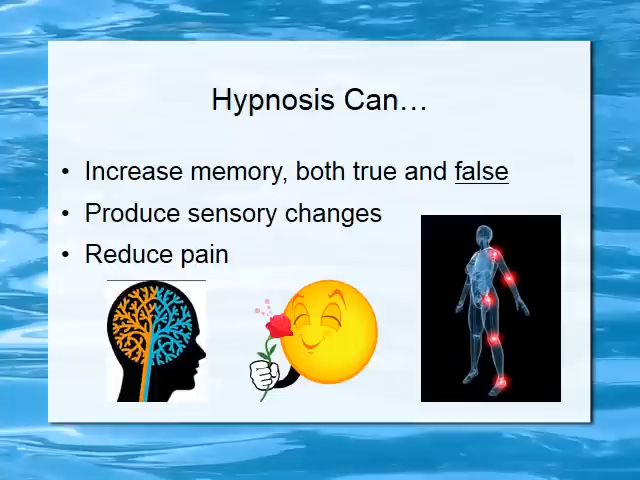 Hypnosis Can…
• Increase memory, both true and false
• Produce sensory changes
• Reduce pain